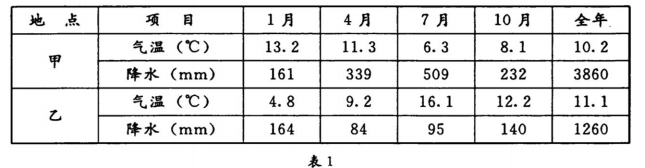 地 点 项 目 1月 4月 7月 10月 全年
甲 气温(℃) 13.2 11.3 6.3 8.1 10.2
降水(mm) 161 339 509 232 3860
乙 气温(℃) 4.8 9.2 16.1 12.2 11.1
降水(mm) 164 84 95 140 1260
表1